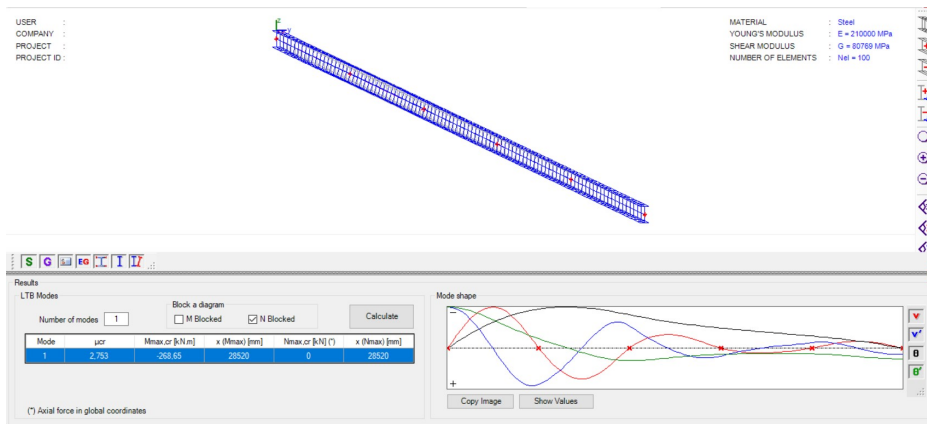 USER :
COMPANY :
PROJECT :
PROJECT ID :
z
y
MATERIAL : Steel
YOUNG'S MODULUS : E = 210000 MPa
SHEAR MODULUS : G = 80769 MPa
NUMBER OF ELEMENTS : Nel = 100
S G EG
Results
LTB Modes
Number of modes 1
Block a diagram
M Blocked N Blocked
Calculate
Mode μcr Mmax,cr [kN.m] x (Mmax) [mm] Nmax,cr [kN] (*) x (Nmax) [mm]
1 2.753 -268.65 28520 0 28520
(*) Axial force in global coordinates
Mode shape
−
+
v
v'
θ
θ'
Copy Image Show Values